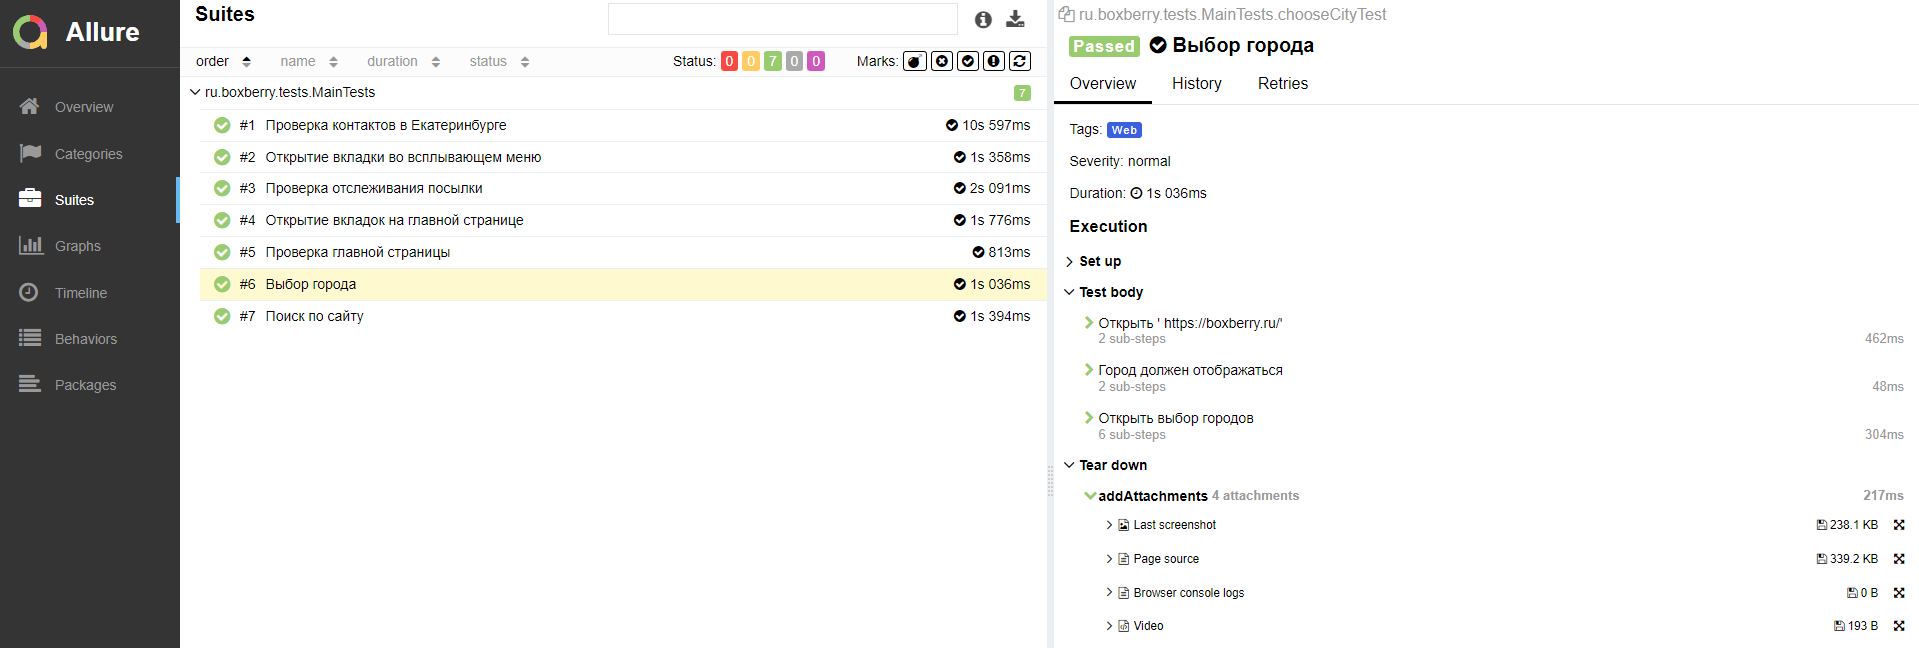 Allure
Overview
Categories
Suites
Graphs
Timeline
Behaviors
Packages
Suites
order name duration status Status: 0 0 7 0 0 Marks:
ru.boxberry.tests.MainTests 7
#1 Проверка контактов в Екатеринбурге 10s 597ms
#2 Открытие вкладки во всплывающем меню 1s 358ms
#3 Проверка отслеживания посылки 2s 091ms
#4 Открытие вкладок на главной странице 1s 776ms
#5 Проверка главной страницы 813ms
#6 Выбор города 1s 036ms
#7 Поиск по сайту 1s 394ms
ru.boxberry.tests.MainTests.chooseCityTest
Passed Выбор города
Overview History Retries
Tags: Web
Severity: normal
Duration: 1s 036ms
Execution
Set up
Test body
Открыть ' https://boxberry.ru/'
2 sub-steps 462ms
Город должен отображаться
2 sub-steps 48ms
Открыть выбор городов
6 sub-steps 304ms
Tear down
addAttachments 4 attachments 217ms
Last screenshot 238.1 KB
Page source 339.2 KB
Browser console logs 0 B
Video 193 B